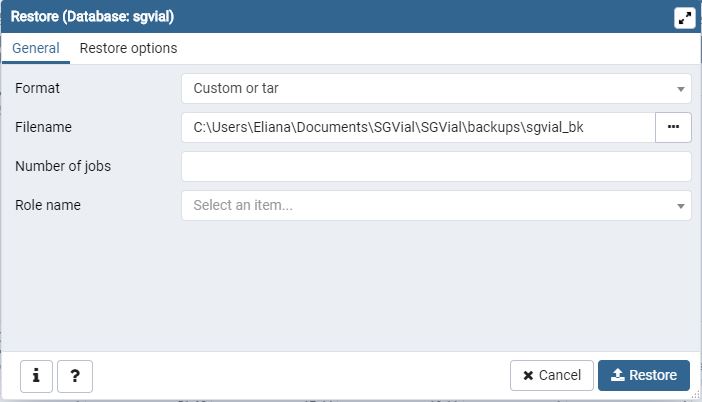 Restore (Database: sgvial)
General Restore options
Format Custom or tar
Filename C:\Users\Eliana\Documents\SGVial\SGVial\backups\sgvial_bk ...
Number of jobs
Role name Select an item...
i ? Cancel Restore